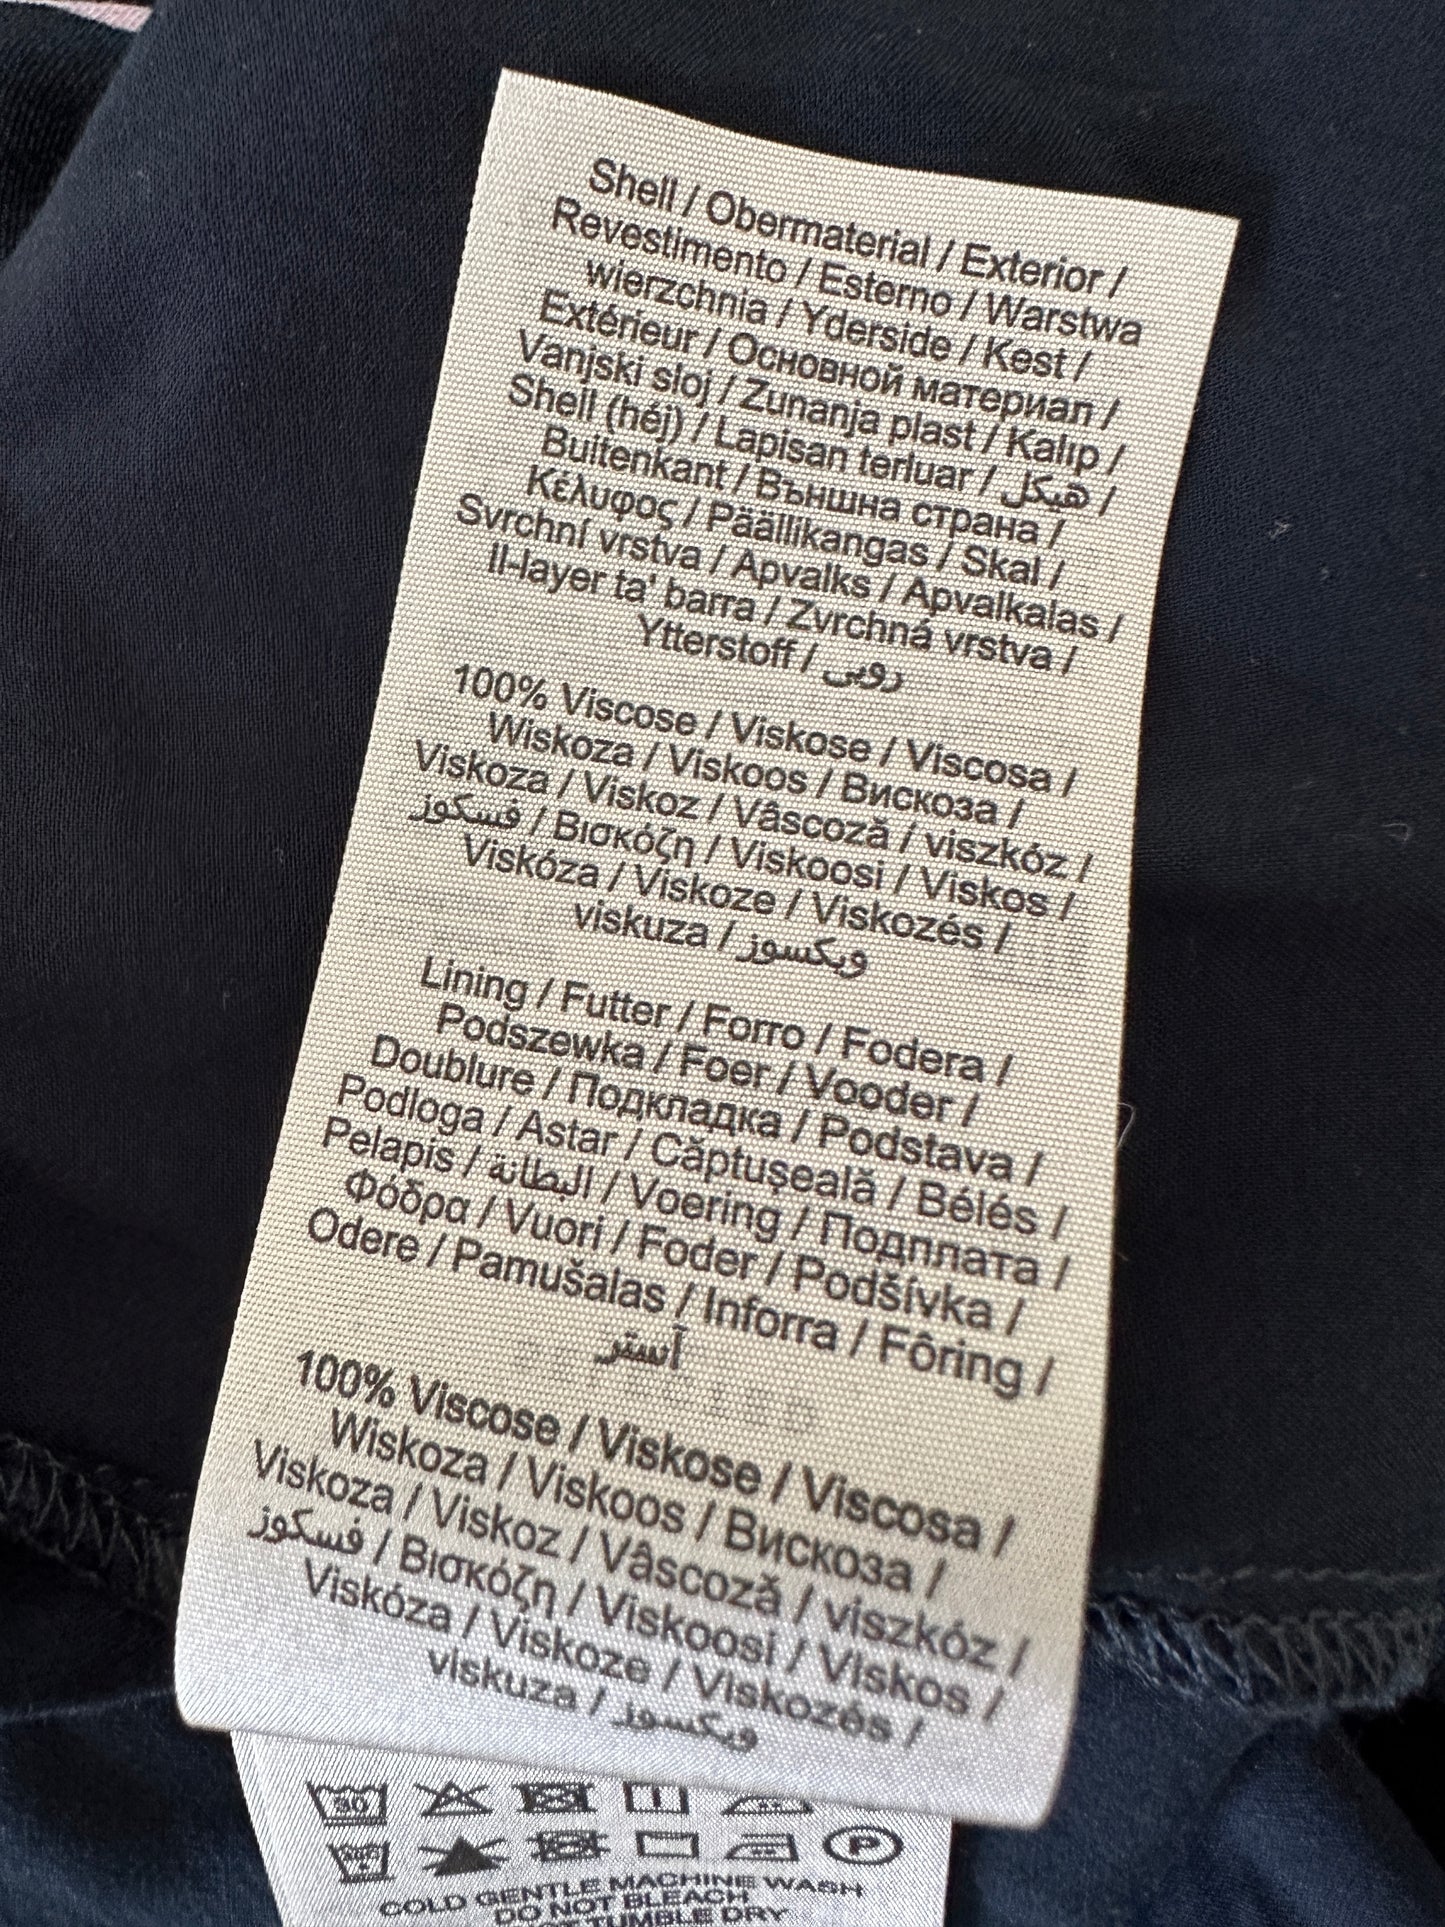 Shell / Obermaterial / Exterior /
Revestimento / Esterno / Warstwa
wierzchnia / Yderside / Kest /
Extérieur / Основной материал /
Vanjski sloj / Zunanja plast / Kalıp /
Shell (héj) / Lapisan terluar / هيكل /
Buitenkant / Външна страна /
Κέλυφος / Päällikangas / Skal /
Svrchní vrstva / Apvalks / Apvalkalas /
Il-layer ta' barra / Zvrchná vrstva /
Ytterstoff / رویی
100% Viscose / Viskose / Viscosa /
Wiskoza / Viskoos / Вискоза /
Viskoza / Viskoz / Vâscoză / viszkóz /
فسكوز / Βισκόζη / Viskoosi / Viskos /
Viskóza / Viskoze / Viskozés /
viskuza / ویکسوز
Lining / Futter / Forro / Fodera /
Podszewka / Foer / Vooder /
Doublure / Подкладка / Podstava /
Podloga / Astar / Căptușeală / Bélés /
Pelapis / البطانة / Voering / Подплата /
Φόδρα / Vuori / Foder / Podšívka /
Odere / Pamušalas / Inforra / Fôring /
آستر
100% Viscose / Viskose / Viscosa /
Wiskoza / Viskoos / Вискоза /
Viskoza / Viskoz / Vâscoză / viszkóz /
فسكوز / Βισκόζη / Viskoosi / Viskos /
Viskóza / Viskoze / Viskozés /
viskuza / ویکسوز
30
P
COLD GENTLE MACHINE WASH
DO NOT BLEACH
TUMBLE DRY